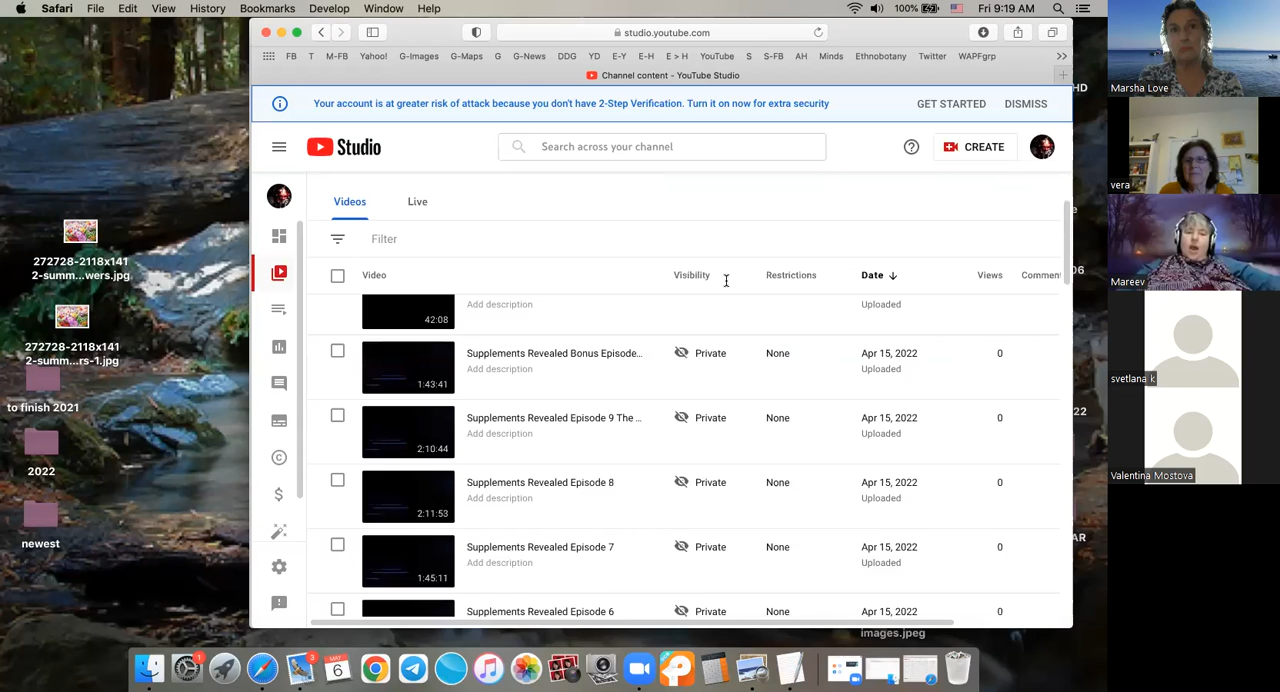 Safari File Edit View History Bookmarks Develop Window Help
100% Fri 9:19 AM
studio.youtube.com
FB T M-FB Yahoo! G-Images G-Maps G G-News DDG YD E-Y E-H E > H YouTube S S-FB AH Minds Ethnobotany Twitter WAPFgrp
Channel content - YouTube Studio
Your account is at greater risk of attack because you don't have 2-Step Verification. Turn it on now for extra security GET STARTED DISMISS
HD
Studio Search across your channel CREATE
Videos Live
Filter
Video Visibility Restrictions Date Views Comment
Add description Uploaded
42:08
Supplements Revealed Bonus Episode... Private None Apr 15, 2022 0
Add description Uploaded
1:43:41
Supplements Revealed Episode 9 The ... Private None Apr 15, 2022 0
Add description Uploaded
2:10:44
Supplements Revealed Episode 8 Private None Apr 15, 2022 0
Add description Uploaded
2:11:53
Supplements Revealed Episode 7 Private None Apr 15, 2022 0
Add description Uploaded
1:45:11
Supplements Revealed Episode 6 Private None Apr 15, 2022 0
272728-2118x141
2-summ...wers.jpg
272728-2118x141
2-summ...rs-1.jpg
to finish 2021
2022
newest
images.jpeg
06
22
AR
MAY
6
1
3
Marsha Love
vera
Mareev
svetlana k
Valentina Mostova